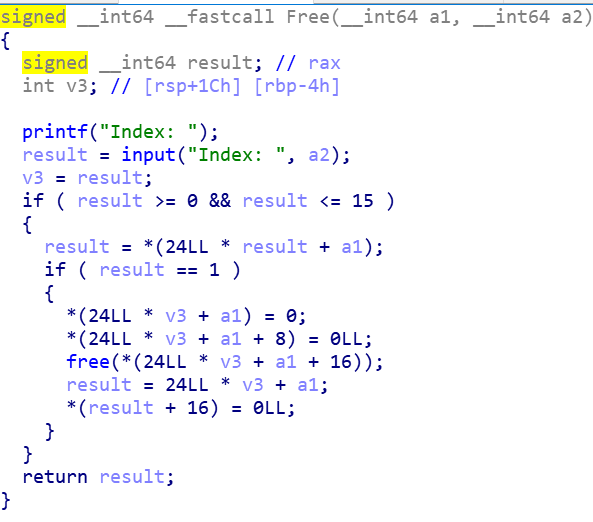 signed __int64 __fastcall Free(__int64 a1, __int64 a2)
{
  signed __int64 result; // rax
  int v3; // [rsp+1Ch] [rbp-4h]

  printf("Index: ");
  result = input("Index: ", a2);
  v3 = result;
  if ( result >= 0 && result <= 15 )
  {
    result = *(24LL * result + a1);
    if ( result == 1 )
    {
      *(24LL * v3 + a1) = 0;
      *(24LL * v3 + a1 + 8) = 0LL;
      free(*(24LL * v3 + a1 + 16));
      result = 24LL * v3 + a1;
      *(result + 16) = 0LL;
    }
  }
  return result;
}